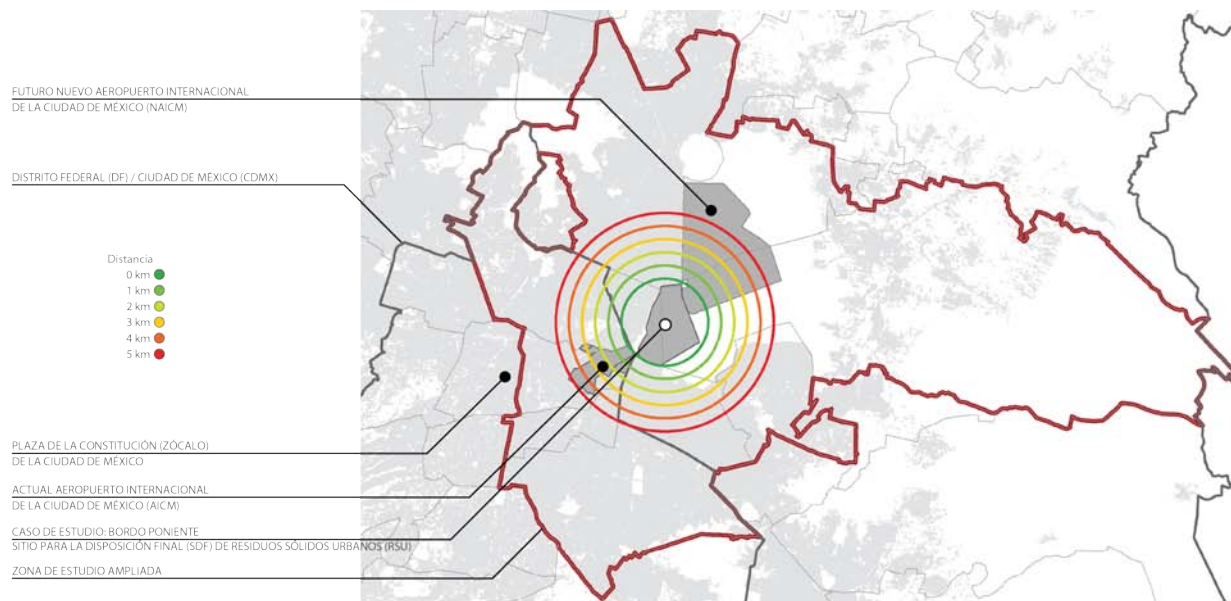 FUTURO NUEVO AEROPUERTO INTERNACIONAL
DE LA CIUDAD DE MÉXICO (NAICM)
DISTRITO FEDERAL (DF) / CIUDAD DE MÉXICO (CDMX)
Distancia
0 km
1 km
2 km
3 km
4 km
5 km
PLAZA DE LA CONSTITUCIÓN (ZÓCALO)
DE LA CIUDAD DE MÉXICO
ACTUAL AEROPUERTO INTERNACIONAL
DE LA CIUDAD DE MÉXICO (AICM)
CASO DE ESTUDIO: BORDO PONIENTE
SITIO PARA LA DISPOSICIÓN FINAL (SDF) DE RESIDUOS SÓLIDOS URBANOS (RSU)
ZONA DE ESTUDIO AMPLIADA